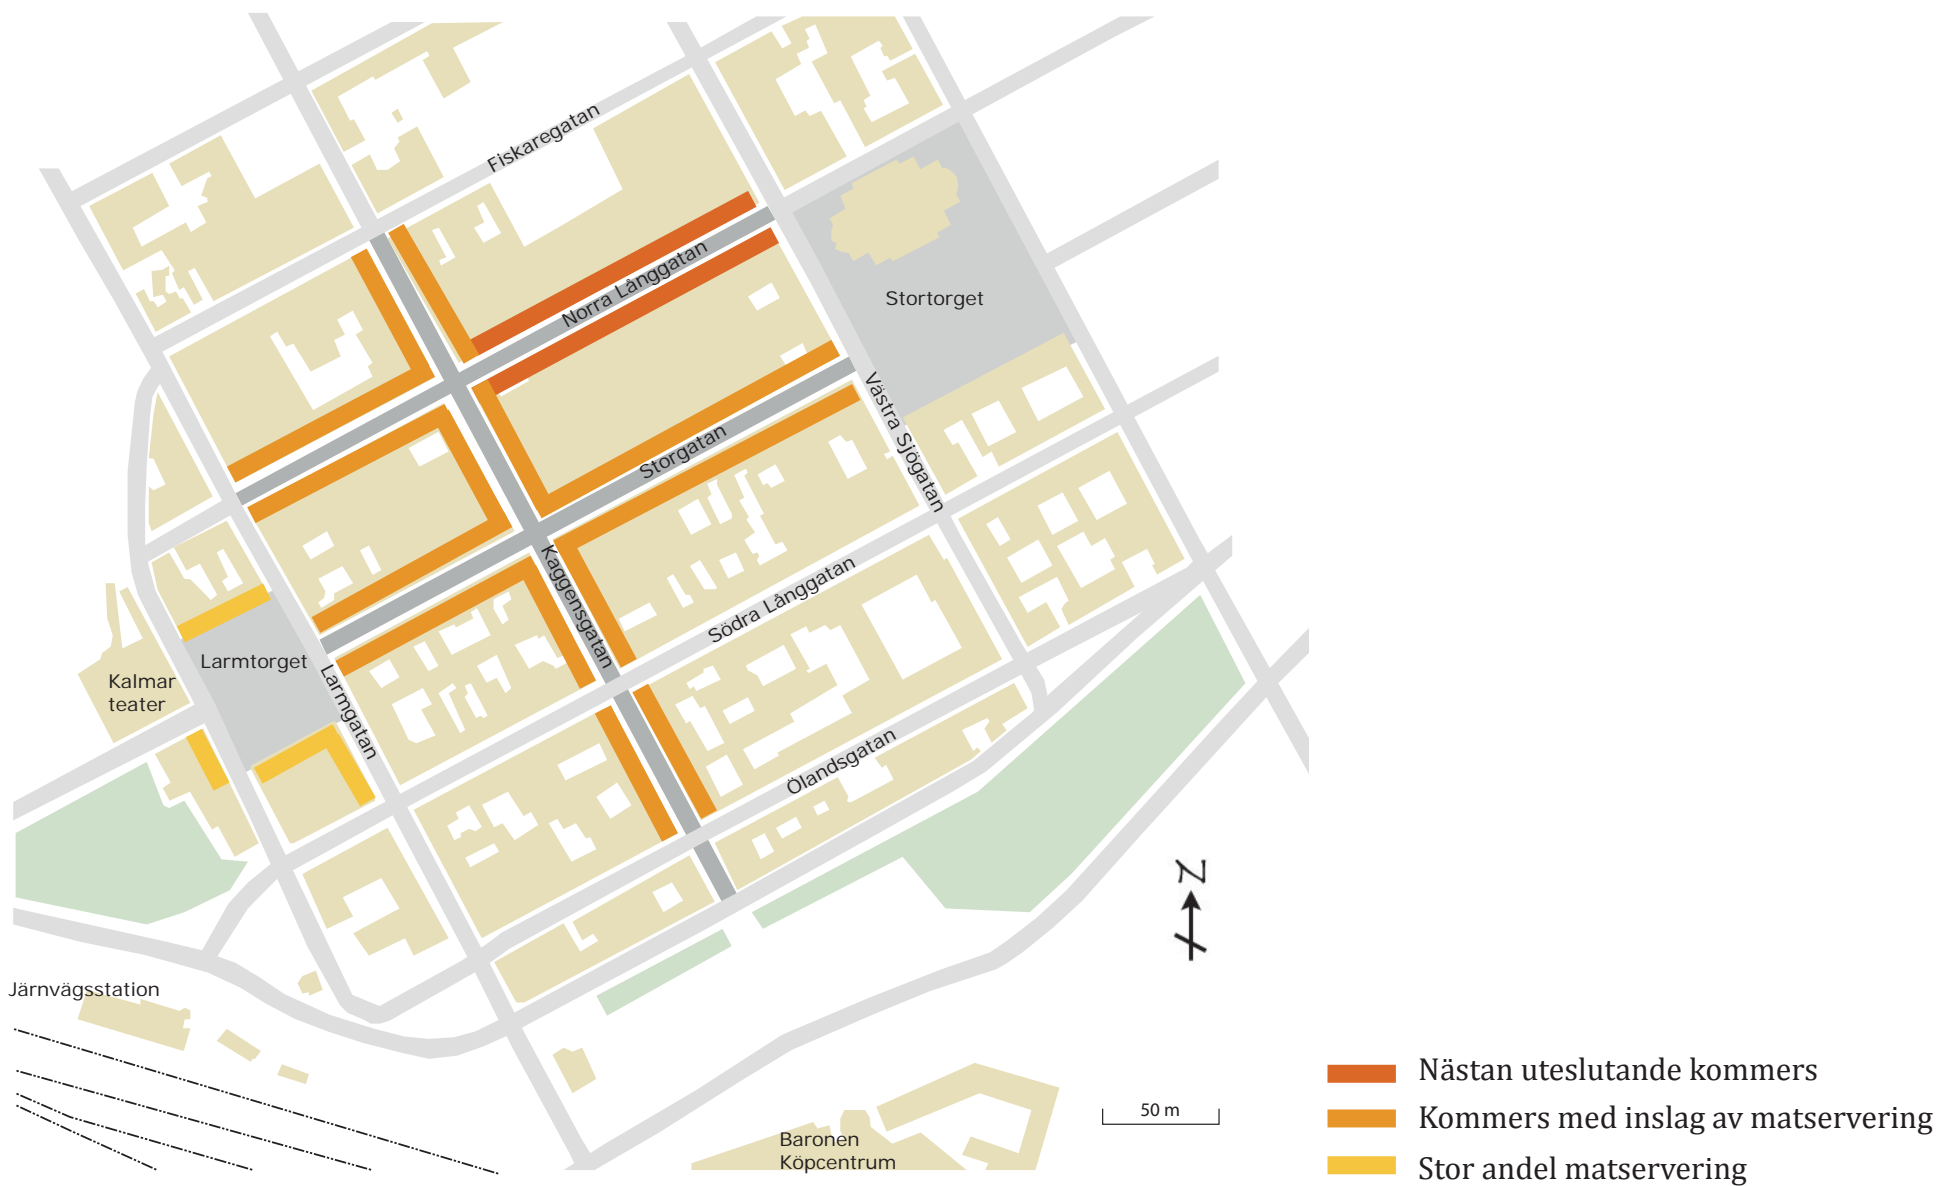 Fiskaregatan
Norra Långgatan
Stortorget
Västra Sjögatan
Storgatan
Kaggensgatan
Södra Långgatan
Larmtorget
Larmgatan
Kalmar
teater
Ölandsgatan
N
Järnvägsstation
50 m
Baronen
Köpcentrum
Nästan uteslutande kommers
Kommers med inslag av matservering
Stor andel matservering